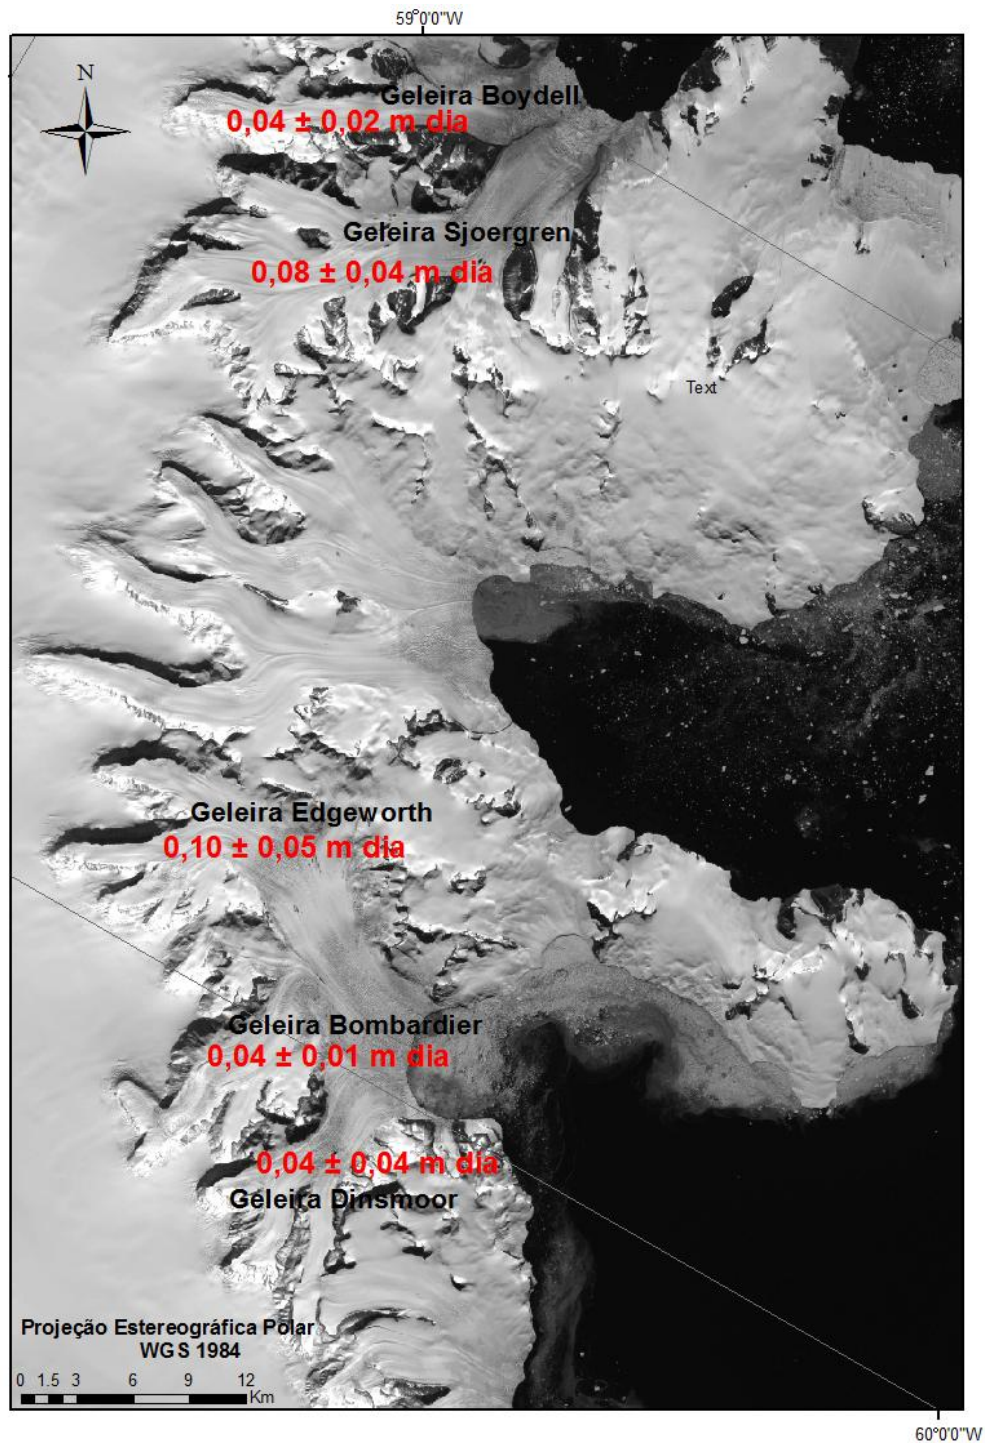 59°0'0"W
N
Geleira Boydell
0,04 ± 0,02 m dia
Geleira Sjoergren
0,08 ± 0,04 m dia
Text
Geleira Edgeworth
0,10 ± 0,05 m dia
Geleira Bombardier
0,04 ± 0,01 m dia
0,04 ± 0,04 m dia
Geleira Dinsmoor
Projeção Estereográfica Polar
WGS 1984
0 1.5 3 6 9 12
Km
60°0'0"W